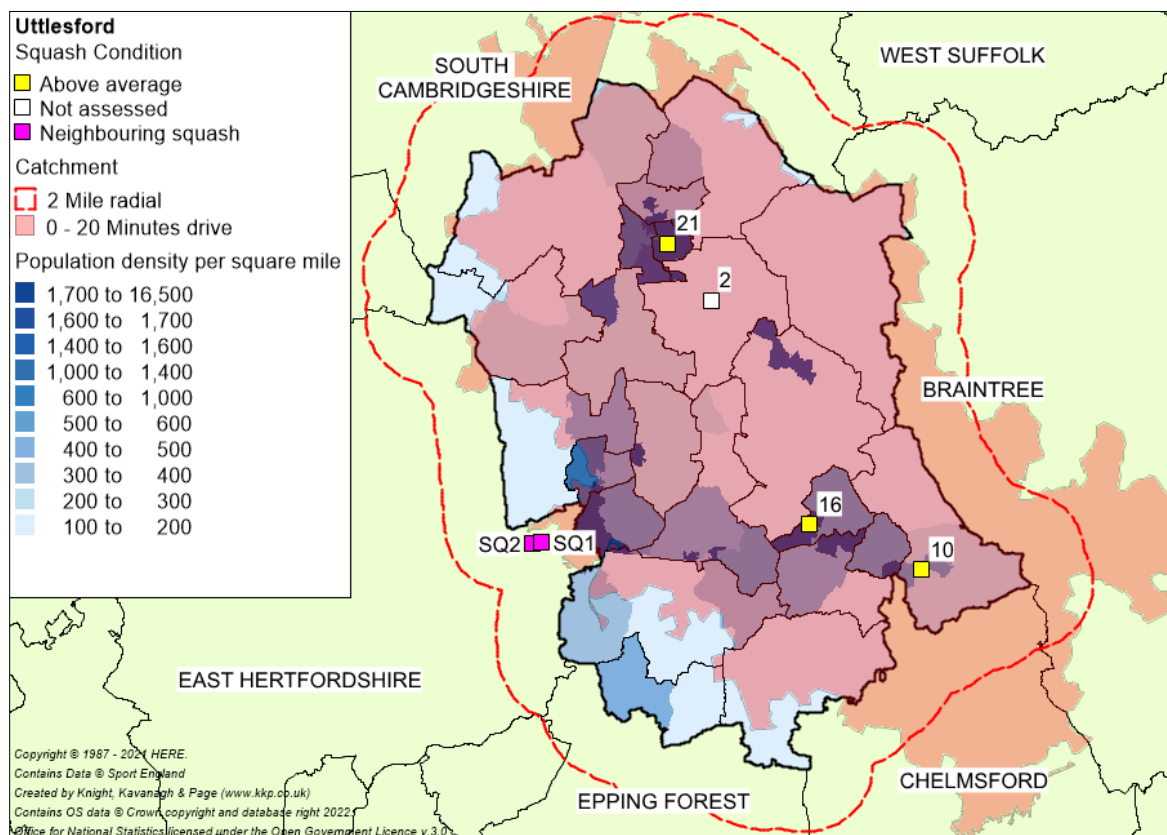 Uttlesford
Squash Condition
Above average
Not assessed
Neighbouring squash
Catchment
2 Mile radial
0 - 20 Minutes drive
Population density per square mile
1,700 to 16,500
1,600 to 1,700
1,400 to 1,600
1,000 to 1,400
600 to 1,000
500 to 600
400 to 500
300 to 400
200 to 300
100 to 200
SOUTH
CAMBRIDGESHIRE
WEST SUFFOLK
21
2
BRAINTREE
16
SQ2
SQ1
10
EAST HERTFORDSHIRE
CHELMSFORD
EPPING FOREST
Copyright © 1987 - 2021 HERE.
Contains Data © Sport England
Created by Knight, Kavanagh & Page (www.kkp.co.uk)
Contains OS data © Crown copyright and database right 2022
Office for National Statistics licensed under the Open Government Licence v.3.0